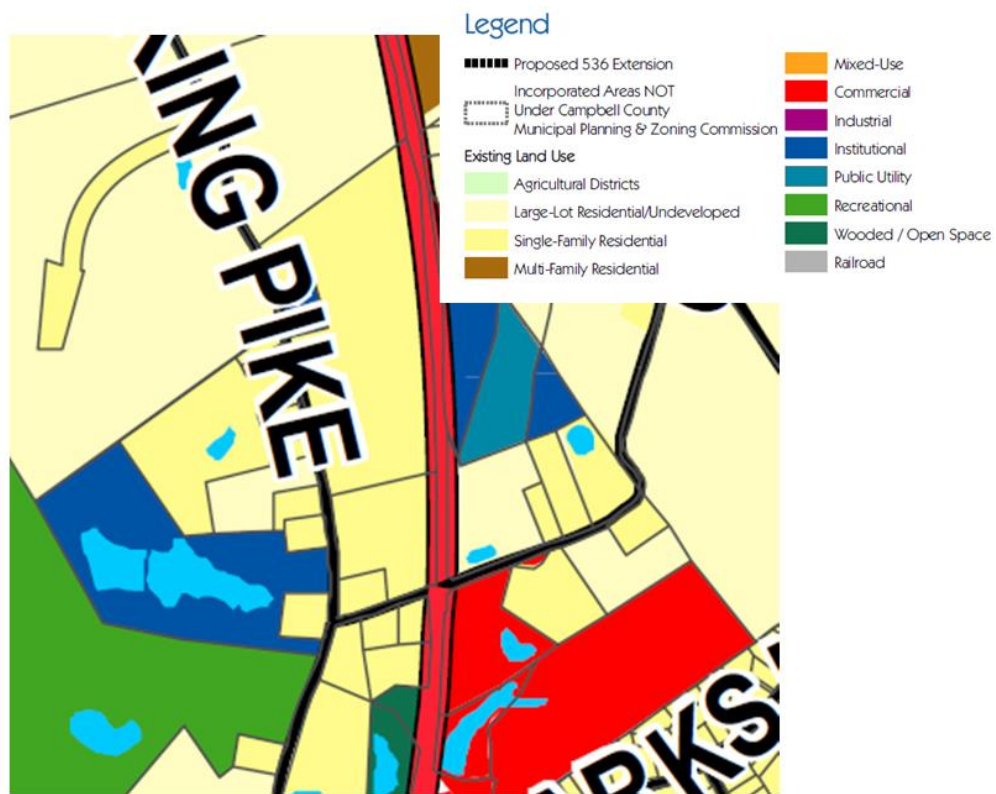 Legend
Proposed 536 Extension
Incorporated Areas NOT
Under Campbell County
Municipal Planning & Zoning Commission
Existing Land Use
Agricultural Districts
Large-Lot Residential/Undeveloped
Single-Family Residential
Multi-Family Residential
Mixed-Use
Commercial
Industrial
Institutional
Public Utility
Recreational
Wooded / Open Space
Railroad
KING PIKE
ARKS